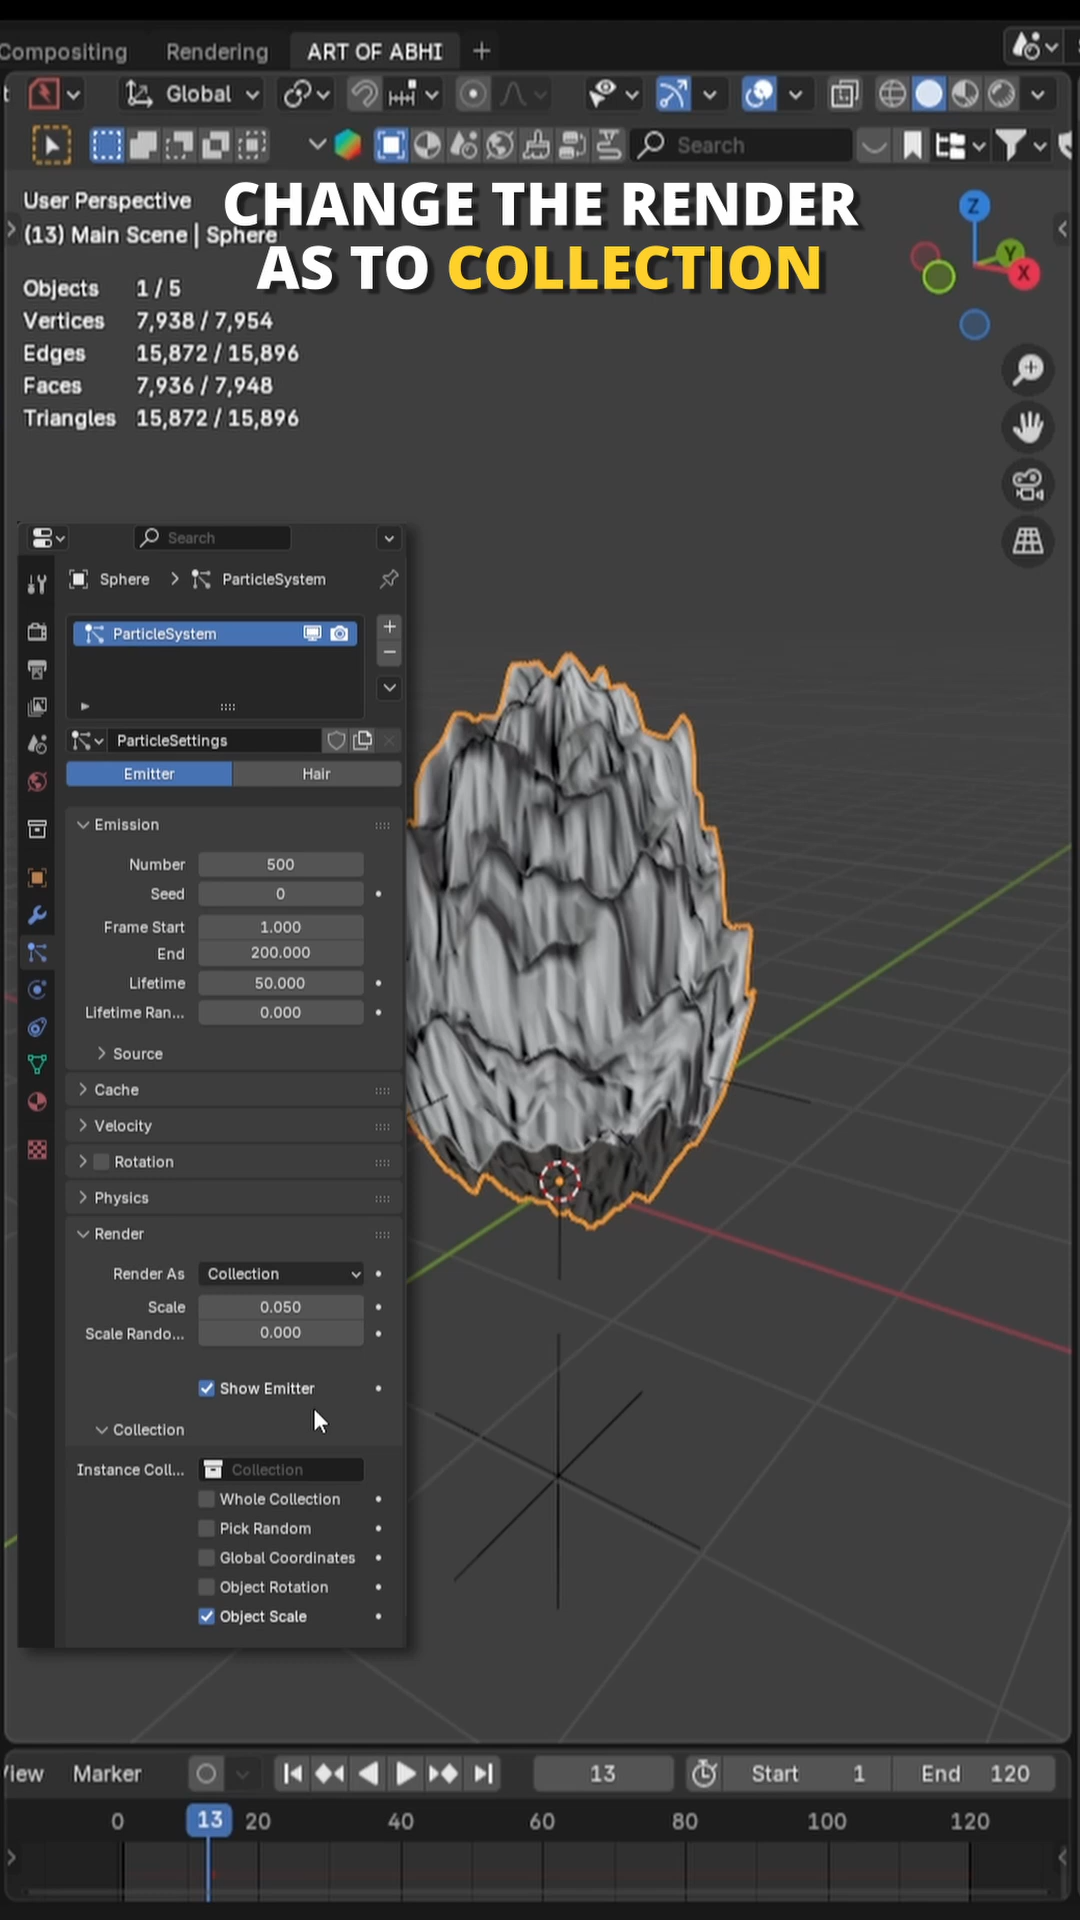 Compositing
Rendering
ART OF ABHI
Global
Search
CHANGE THE RENDER
AS TO COLLECTION
User Perspective
(13) Main Scene | Sphere
Objects 1 / 5
Vertices 7,938 / 7,954
Edges 15,872 / 15,896
Faces 7,936 / 7,948
Triangles 15,872 / 15,896
Z
Y
X
Search
Sphere > ParticleSystem
ParticleSystem
ParticleSettings
Emitter Hair
Emission
Number 500
Seed 0
Frame Start 1.000
End 200.000
Lifetime 50.000
Lifetime Ran... 0.000
Source
Cache
Velocity
Rotation
Physics
Render
Render As Collection
Scale 0.050
Scale Rando... 0.000
Show Emitter
Collection
Instance Coll... Collection
Whole Collection
Pick Random
Global Coordinates
Object Rotation
Object Scale
Marker
13
Start 1
End 120
0 13 20 40 60 80 100 120